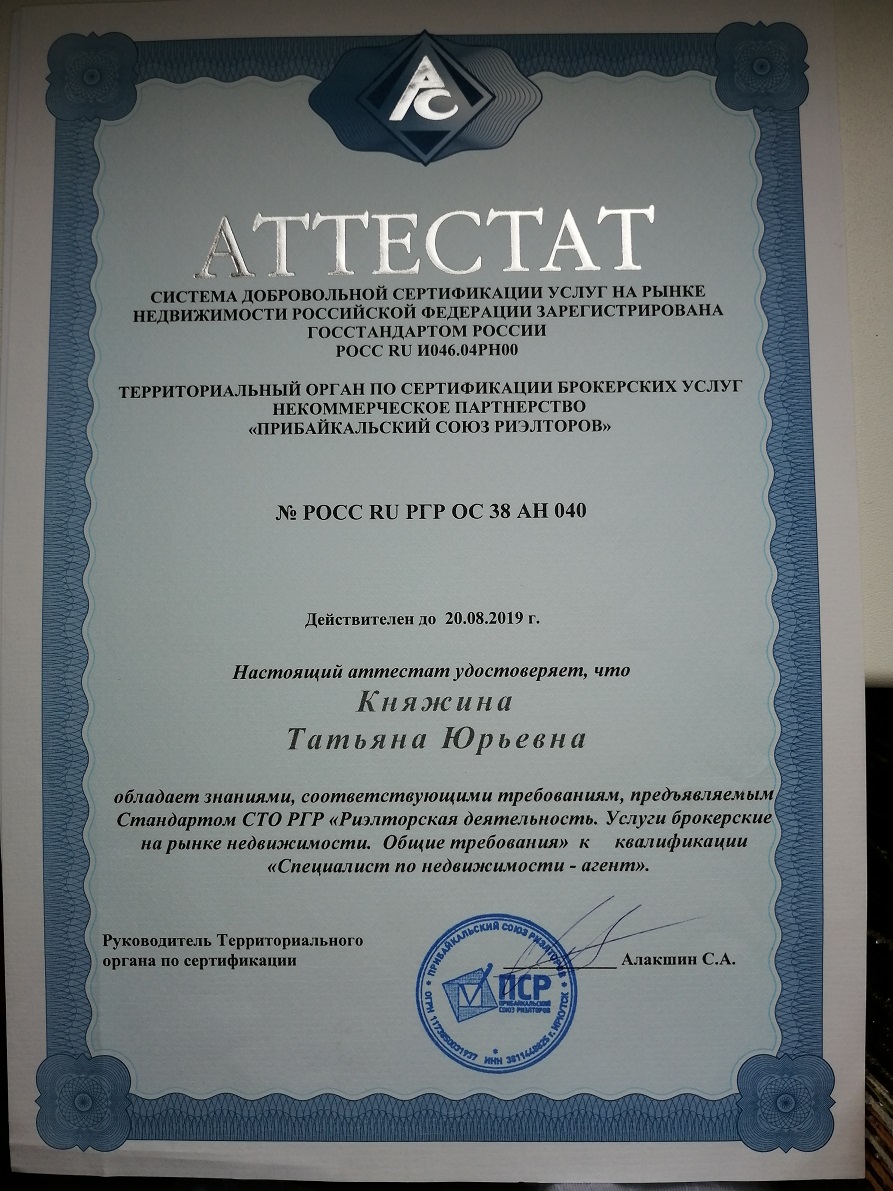 АС
АТТЕСТАТ
СИСТЕМА ДОБРОВОЛЬНОЙ СЕРТИФИКАЦИИ УСЛУГ НА РЫНКЕ
НЕДВИЖИМОСТИ РОССИЙСКОЙ ФЕДЕРАЦИИ ЗАРЕГИСТРИРОВАНА
ГОССТАНДАРТОМ РОССИИ
РОСС RU И046.04РН00
ТЕРРИТОРИАЛЬНЫЙ ОРГАН ПО СЕРТИФИКАЦИИ БРОКЕРСКИХ УСЛУГ
НЕКОММЕРЧЕСКОЕ ПАРТНЕРСТВО
«ПРИБАЙКАЛЬСКИЙ СОЮЗ РИЭЛТОРОВ»
№ РОСС RU РГР ОС 38 АН 040
Действителен до 20.08.2019 г.
Настоящий аттестат удостоверяет, что
Княжина
Татьяна Юрьевна
обладает знаниями, соответствующими требованиям, предъявляемым
Стандартом СТО РГР «Риэлторская деятельность. Услуги брокерские
на рынке недвижимости. Общие требования» к квалификации
«Специалист по недвижимости - агент».
Руководитель Территориального
органа по сертификации
Алакшин С.А.
ПРИБАЙКАЛЬСКИЙ СОЮЗ РИЭЛТОРОВ
ПСР
ПРИБАЙКАЛЬСКИЙ
СОЮЗ РИЭЛТОРОВ
ОГРН
ИНН
г. ИРКУТСК